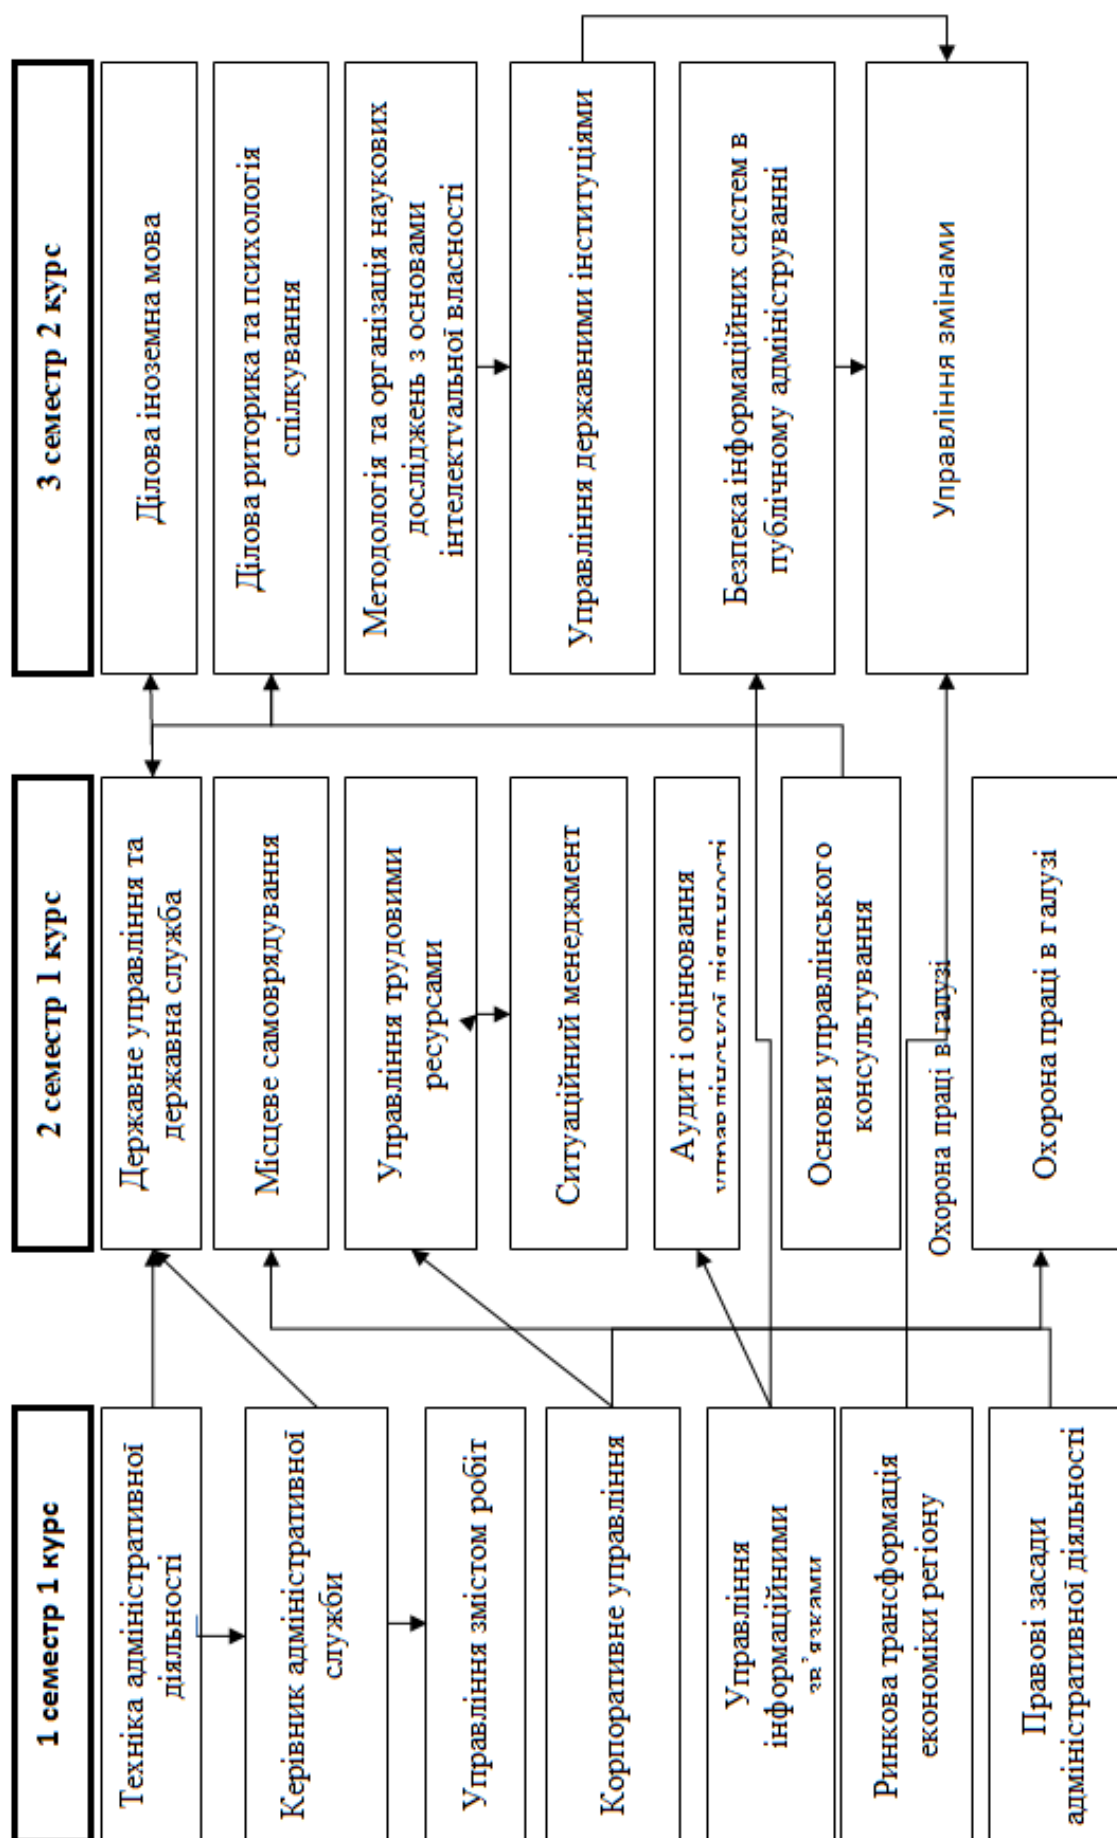 1 семестр 1 курс
Техніка адміністративної
діяльності
Керівник адміністративної
служби
Управління змістом робіт
Корпоративне управління
Управління
інформаційними
зв’язками
Ринкова трансформація
економіки регіону
Правові засади
адміністративної діяльності
2 семестр 1 курс
Державне управління та
державна служба
Місцеве самоврядування
Управління трудовими
ресурсами
Ситуаційний менеджмент
Аудит і оцінювання
управлінської діяльності
Основи управлінського
консультування
Охорона праці в галузі
Охорона праці в галузі
3 семестр 2 курс
Ділова іноземна мова
Ділова риторика та психологія
спілкування
Методологія та організація наукових
досліджень з основами
інтелектуальної власності
Управління державними інституціями
Безпека інформаційних систем в
публічному адмініструванні
Управління змінами